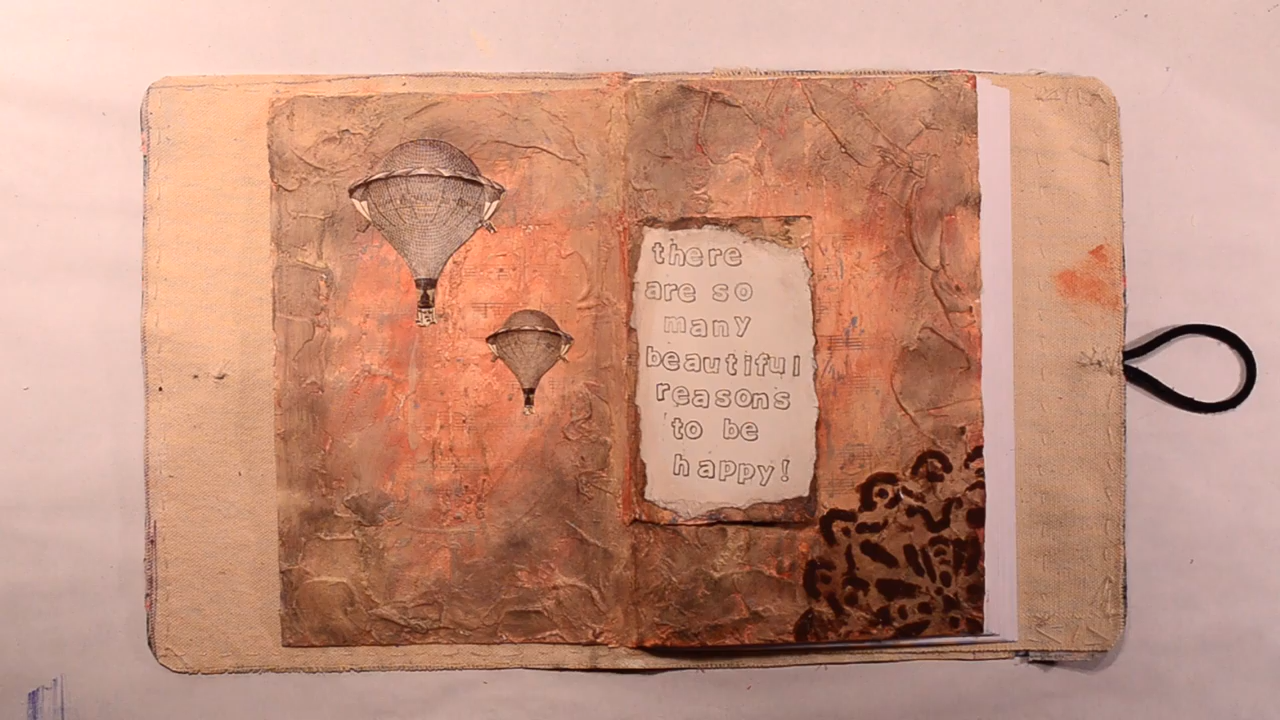 there
are so
many
beautiful
reasons
to be
happy!